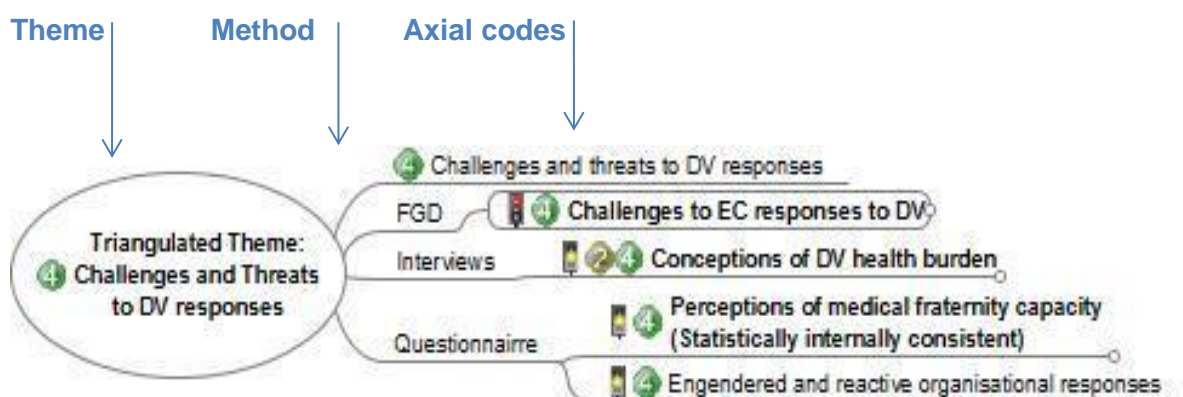 Theme Method Axial codes
4 Challenges and threats to DV responses
FGD 4 Challenges to EC responses to DV
Triangulated Theme:
4 Challenges and Threats
to DV responses
Interviews 2 4 Conceptions of DV health burden
4 Perceptions of medical fraternity capacity
(Statistically internally consistent)
Questionnairre
4 Engendered and reactive organisational responses